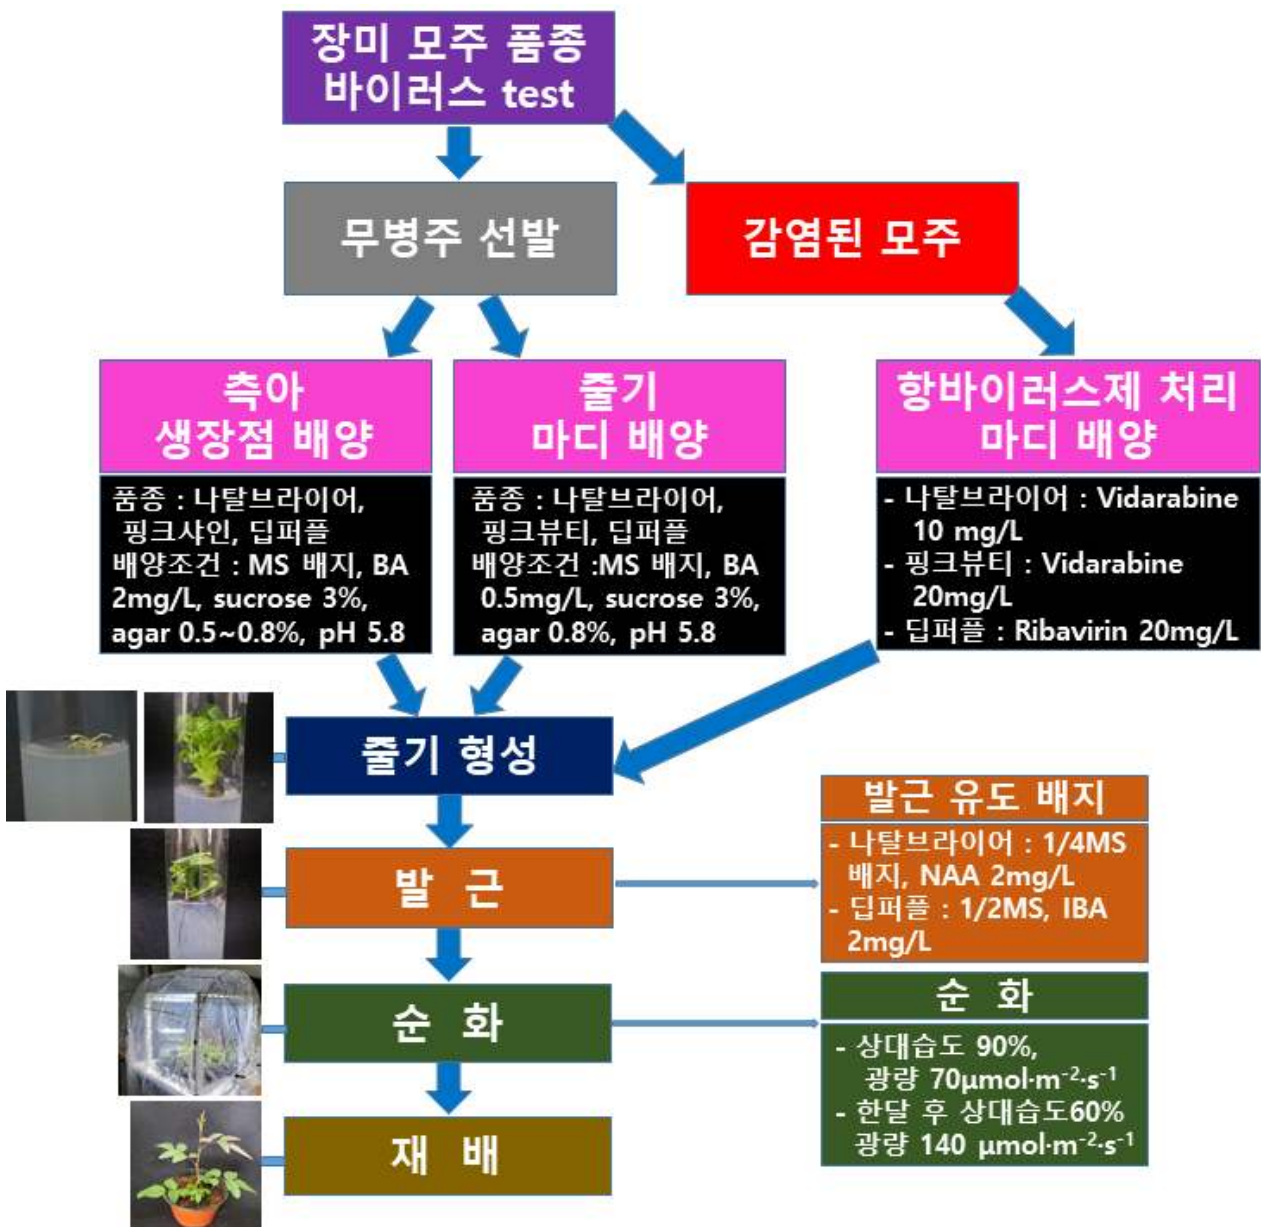 장미 모주 품종
바이러스 test
무병주 선발
감염된 모주
측아
생장점 배양
품종 : 나탈브라이어,
핑크샤인, 딥퍼플
배양조건 : MS 배지, BA
2mg/L, sucrose 3%,
agar 0.5~0.8%, pH 5.8
줄기
마디 배양
품종 : 나탈브라이어,
핑크뷰티, 딥퍼플
배양조건 :MS 배지, BA
0.5mg/L, sucrose 3%,
agar 0.8%, pH 5.8
항바이러스제 처리
마디 배양
- 나탈브라이어 : Vidarabine
10 mg/L
- 핑크뷰티 : Vidarabine
20mg/L
- 딥퍼플 : Ribavirin 20mg/L
줄기 형성
발 근
발근 유도 배지
- 나탈브라이어 : 1/4MS
배지, NAA 2mg/L
- 딥퍼플 : 1/2MS, IBA
2mg/L
순 화
순 화
- 상대습도 90%,
광량 70μmol·m⁻²·s⁻¹
- 한달 후 상대습도60%
광량 140 μmol·m⁻²·s⁻¹
재 배